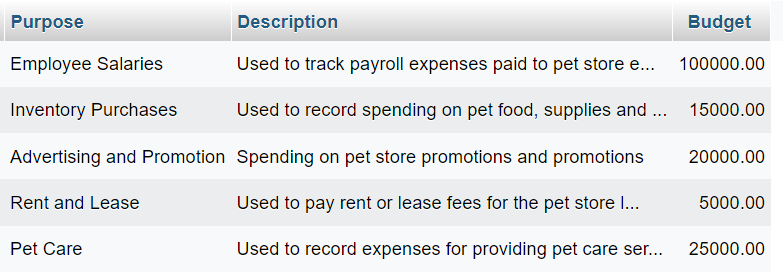 Purpose Description Budget
Employee Salaries Used to track payroll expenses paid to pet store e... 100000.00
Inventory Purchases Used to record spending on pet food, supplies and ... 15000.00
Advertising and Promotion Spending on pet store promotions and promotions 20000.00
Rent and Lease Used to pay rent or lease fees for the pet store l... 5000.00
Pet Care Used to record expenses for providing pet care ser... 25000.00